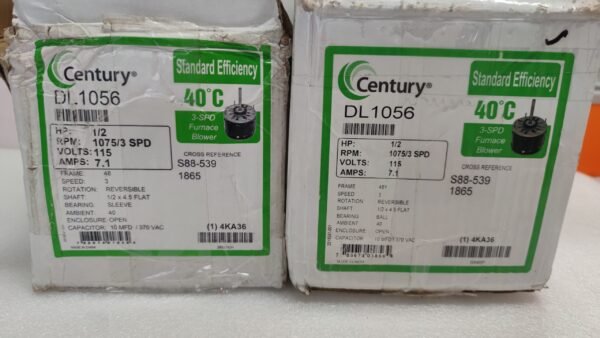 Century®
Standard Efficiency
DL1056
40°C
3-SPD
Furnace
Blower
HP: 1/2
RPM: 1075/3 SPD
VOLTS: 115
AMPS: 7.1
CROSS REFERENCE
S88-539
1865
FRAME: 48
SPEED: 3
ROTATION: REVERSIBLE
SHAFT: 1/2 x 4.5 FLAT
BEARING: SLEEVE
AMBIENT: 40
ENCLOSURE: OPEN
CAPACITOR: 10 MFD / 370 VAC
(1) 4KA36
Century®
Standard Efficiency
DL1056
40°C
3-SPD
Furnace
Blower
HP: 1/2
RPM: 1075/3 SPD
VOLTS: 115
AMPS: 7.1
CROSS REFERENCE
S88-539
1865
FRAME:
SPEED: 3
ROTATION: REVERSIBLE
SHAFT: 1/2 x 4.5 FLAT
BEARING: BALL
AMBIENT: 40
ENCLOSURE: OPEN
CAPACITOR: 10 MFD / 370 VAC
(1) 4KA36